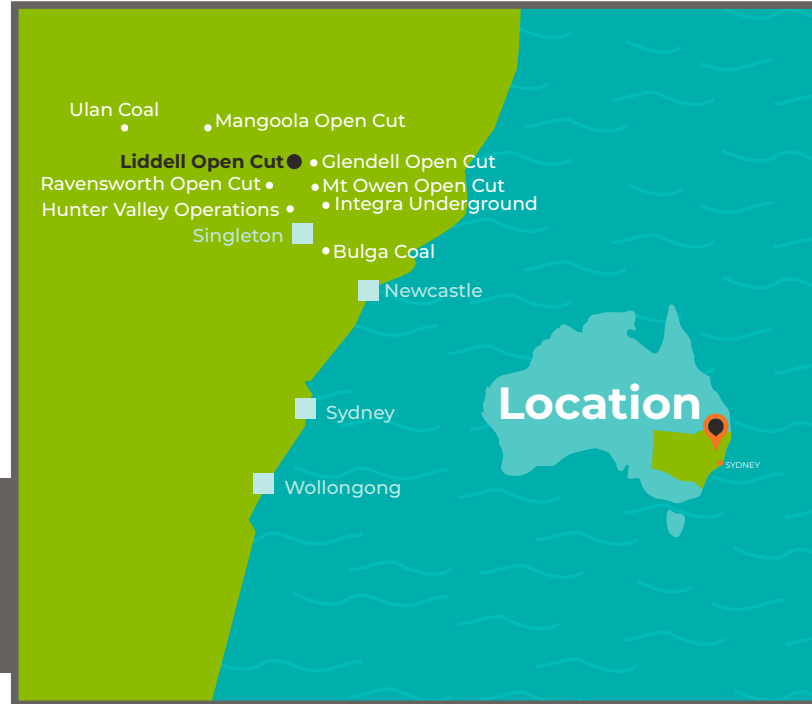 Ulan Coal
Mangoola Open Cut
Liddell Open Cut
Glendell Open Cut
Ravensworth Open Cut
Mt Owen Open Cut
Integra Underground
Hunter Valley Operations
Singleton
Bulga Coal
Newcastle
Location
Sydney
SYDNEY
Wollongong